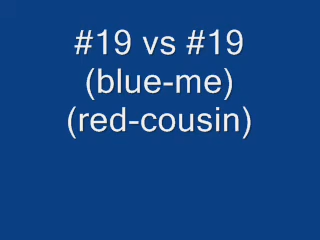 #19 vs #19
(blue-me)
(red-cousin)